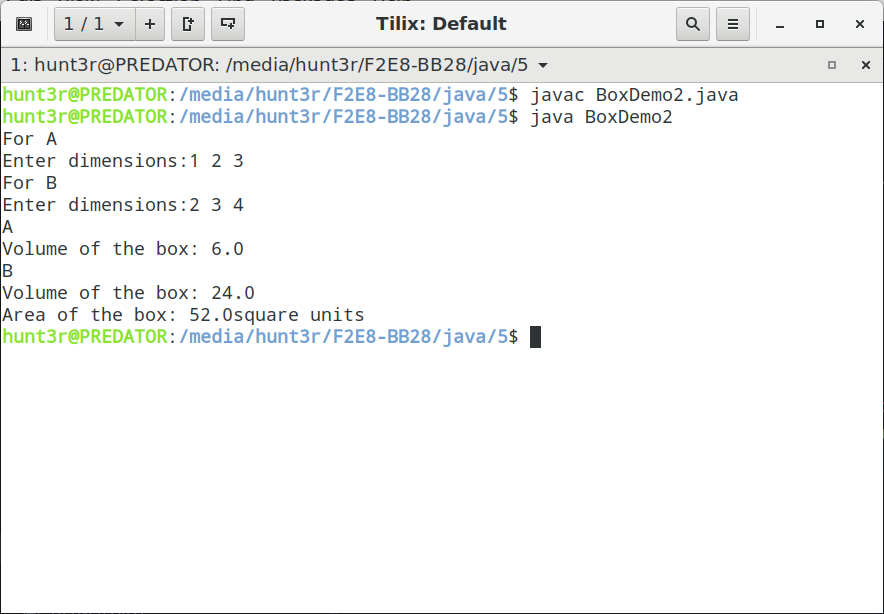 1 / 1
Tilix: Default
1: hunt3r@PREDATOR: /media/hunt3r/F2E8-BB28/java/5
hunt3r@PREDATOR:/media/hunt3r/F2E8-BB28/java/5$ javac BoxDemo2.java
hunt3r@PREDATOR:/media/hunt3r/F2E8-BB28/java/5$ java BoxDemo2
For A
Enter dimensions:1 2 3
For B
Enter dimensions:2 3 4
A
Volume of the box: 6.0
B
Volume of the box: 24.0
Area of the box: 52.0square units
hunt3r@PREDATOR:/media/hunt3r/F2E8-BB28/java/5$